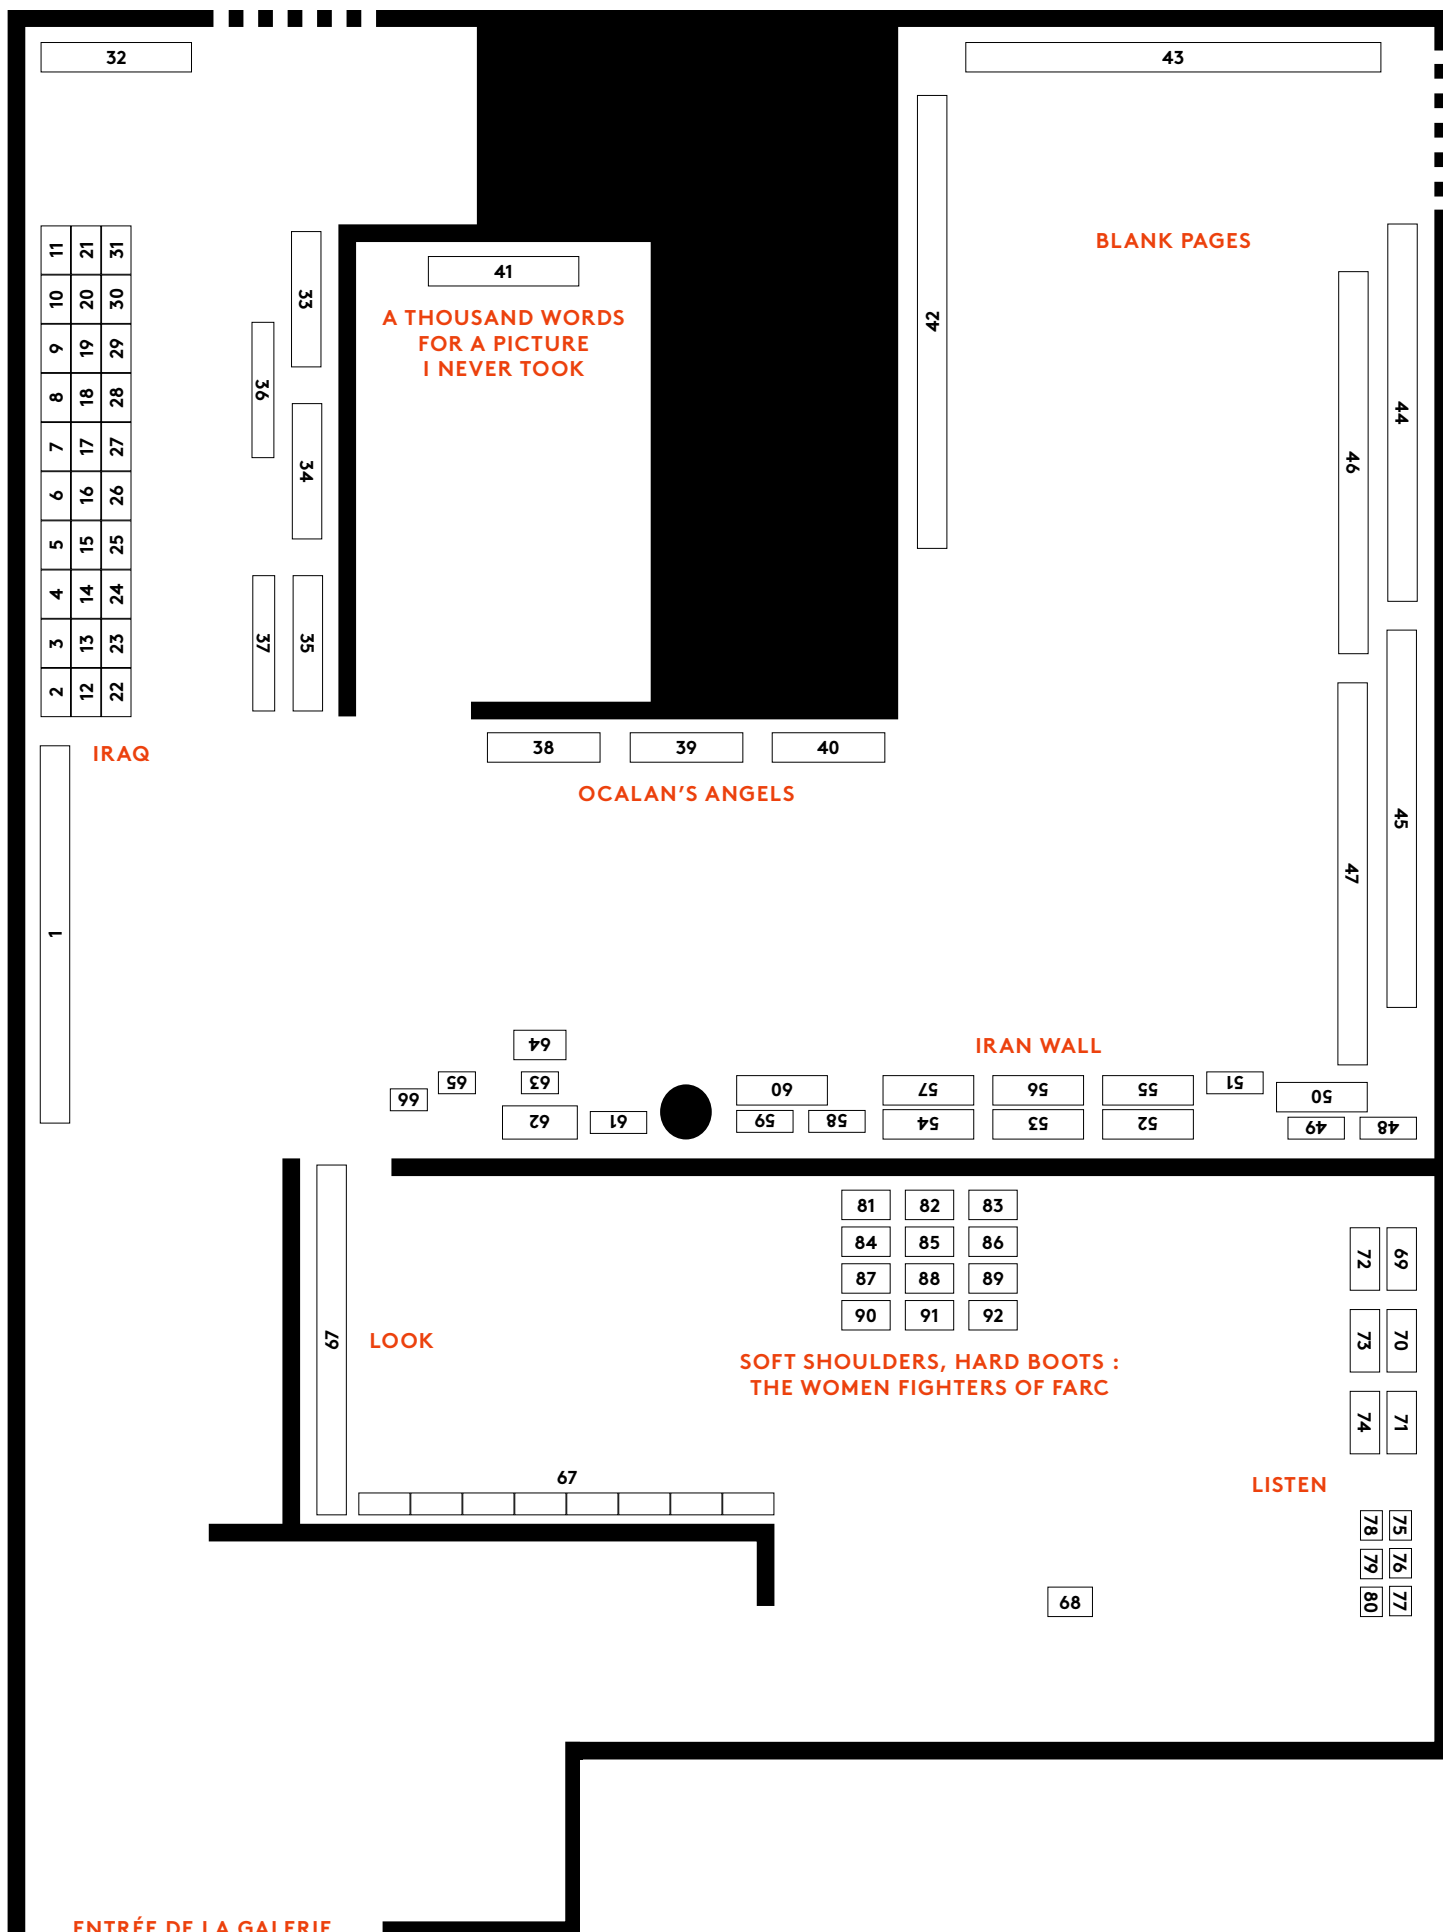 32
43
11 21 31
10 20 30
9 19 29
8 18 28
7 17 27
6 16 26
5 15 25
4 14 24
3 13 23
2 12 22
33
36
34
37
35
IRAQ
1
41
A THOUSAND WORDS
FOR A PICTURE
I NEVER TOOK
38 39 40
OCALAN'S ANGELS
42
BLANK PAGES
44
46
45
47
IRAN WALL
64
65 63
66
62 61
60
59 58
57 56 55
54 53 52
51
50
49 48
67
LOOK
67
81 82 83
84 85 86
87 88 89
90 91 92
SOFT SHOULDERS, HARD BOOTS :
THE WOMEN FIGHTERS OF FARC
72 69
73 70
74 71
LISTEN
78 75
79 76
80 77
68
ENTRÉE DE LA GALERIE